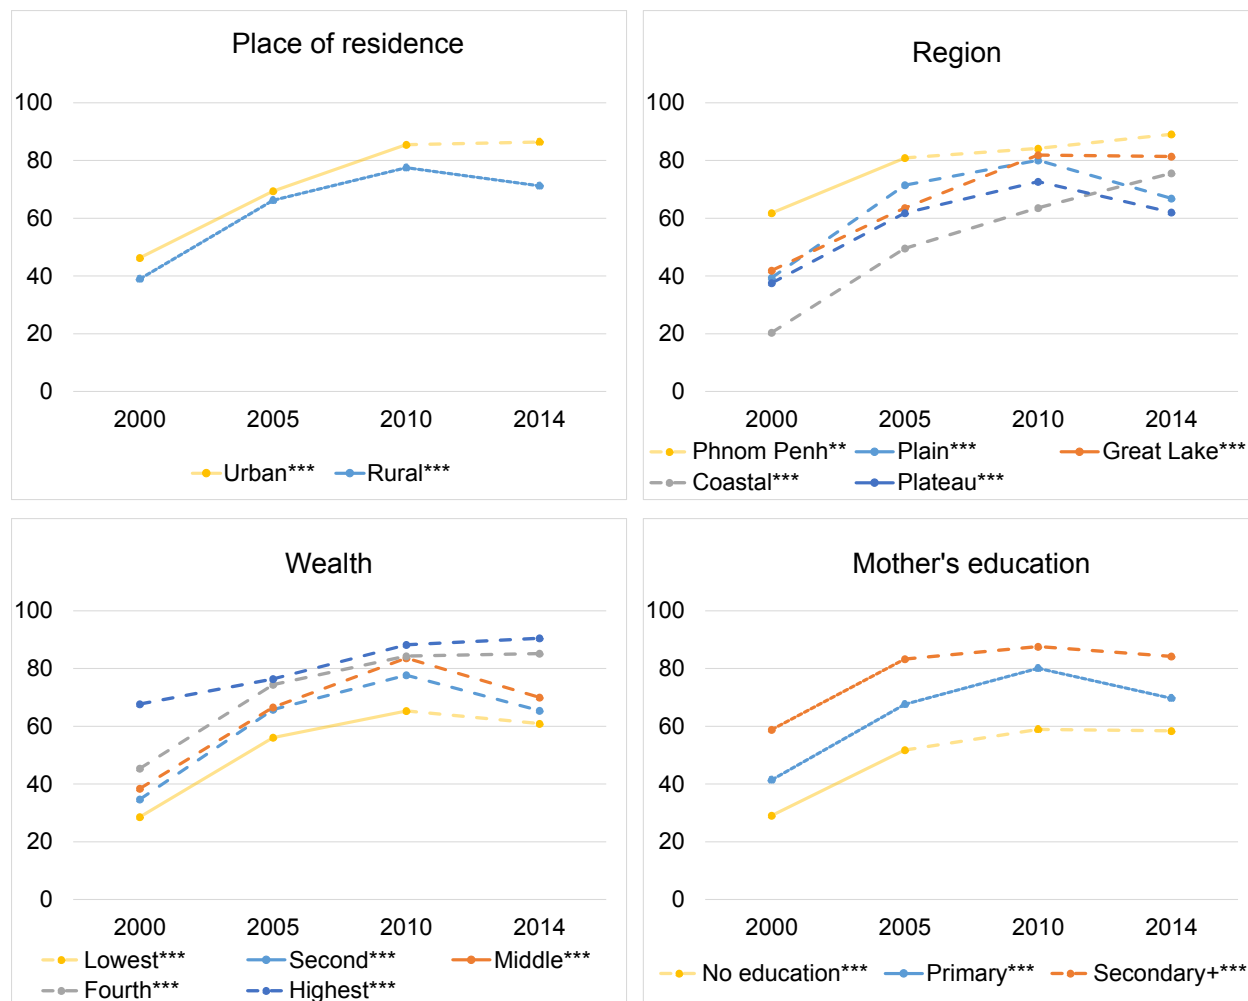 Place of residence
100
80
60
40
20
0
2000 2005 2010 2014
Urban*** Rural***
Region
100
80
60
40
20
0
2000 2005 2010 2014
Phnom Penh** Plain*** Great Lake***
Coastal*** Plateau***
Wealth
100
80
60
40
20
0
2000 2005 2010 2014
Lowest*** Second*** Middle***
Fourth*** Highest***
Mother's education
100
80
60
40
20
0
2000 2005 2010 2014
No education*** Primary*** Secondary+***